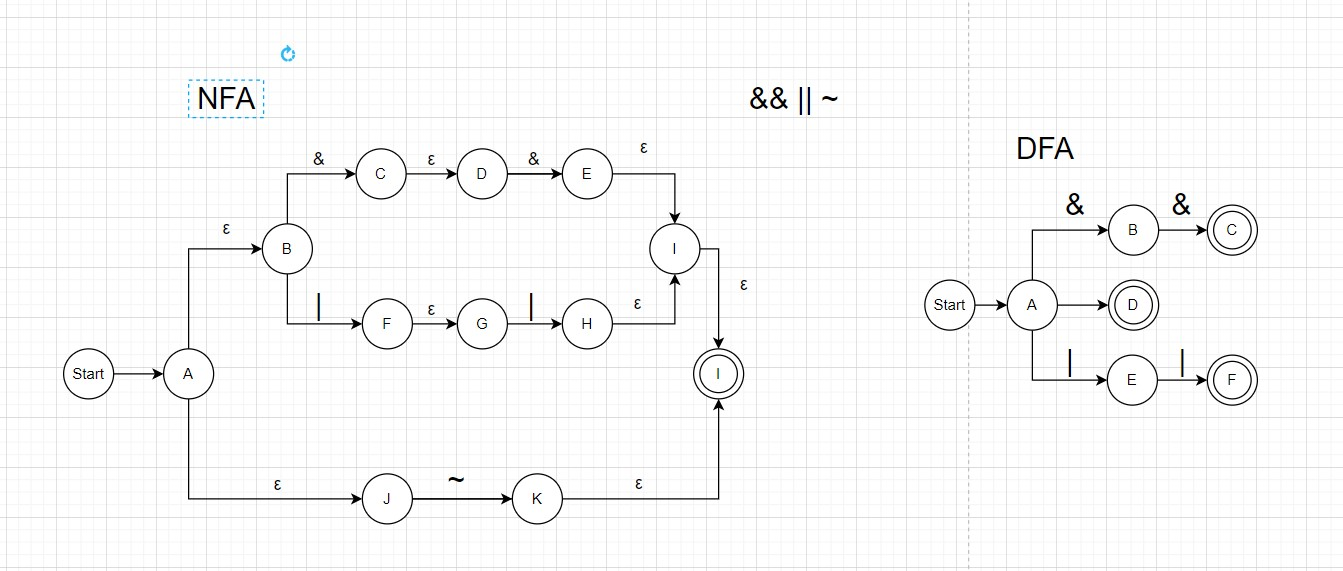 NFA
&& || ~
DFA
& ε & ε
C D E
& &
B C
ε
B I
ε
| ε | ε
F G H
Start A D
Start A I
| |
E F
ε ~ ε
J K